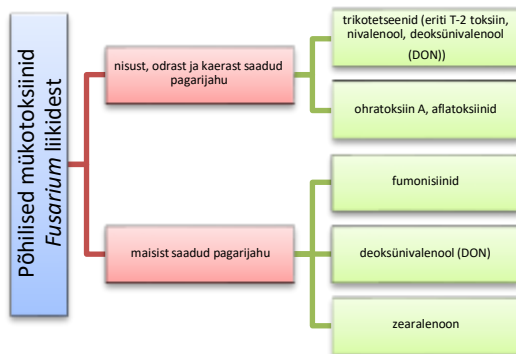 Põhilised mükotoksiinid
Fusarium liikidest
nisust, odrast ja kaerast saadud
pagarijahu
trikotetseenid (eriti T-2 toksiin,
nivalenool, deoksünivalenool
(DON))
ohratoksiin A, aflatoksiinid
maisist saadud pagarijahu
fumonisiinid
deoksünivalenool (DON)
zearalenoon